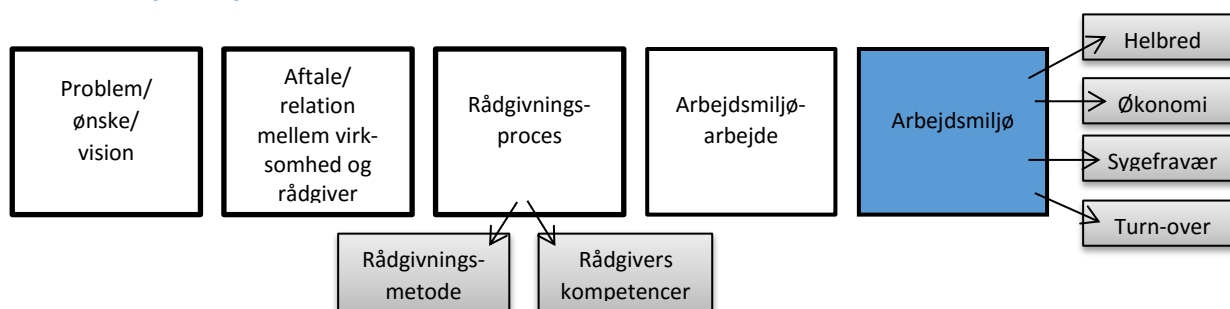 Problem/
ønske/
vision
Aftale/
relation
mellem virk-
somhed og
rådgiver
Rådgivnings-
proces
Arbejdsmiljø-
arbejde
Arbejdsmiljø
Helbred
Økonomi
Sygefravær
Turn-over
Rådgivnings-
metode
Rådgivers
kompetencer